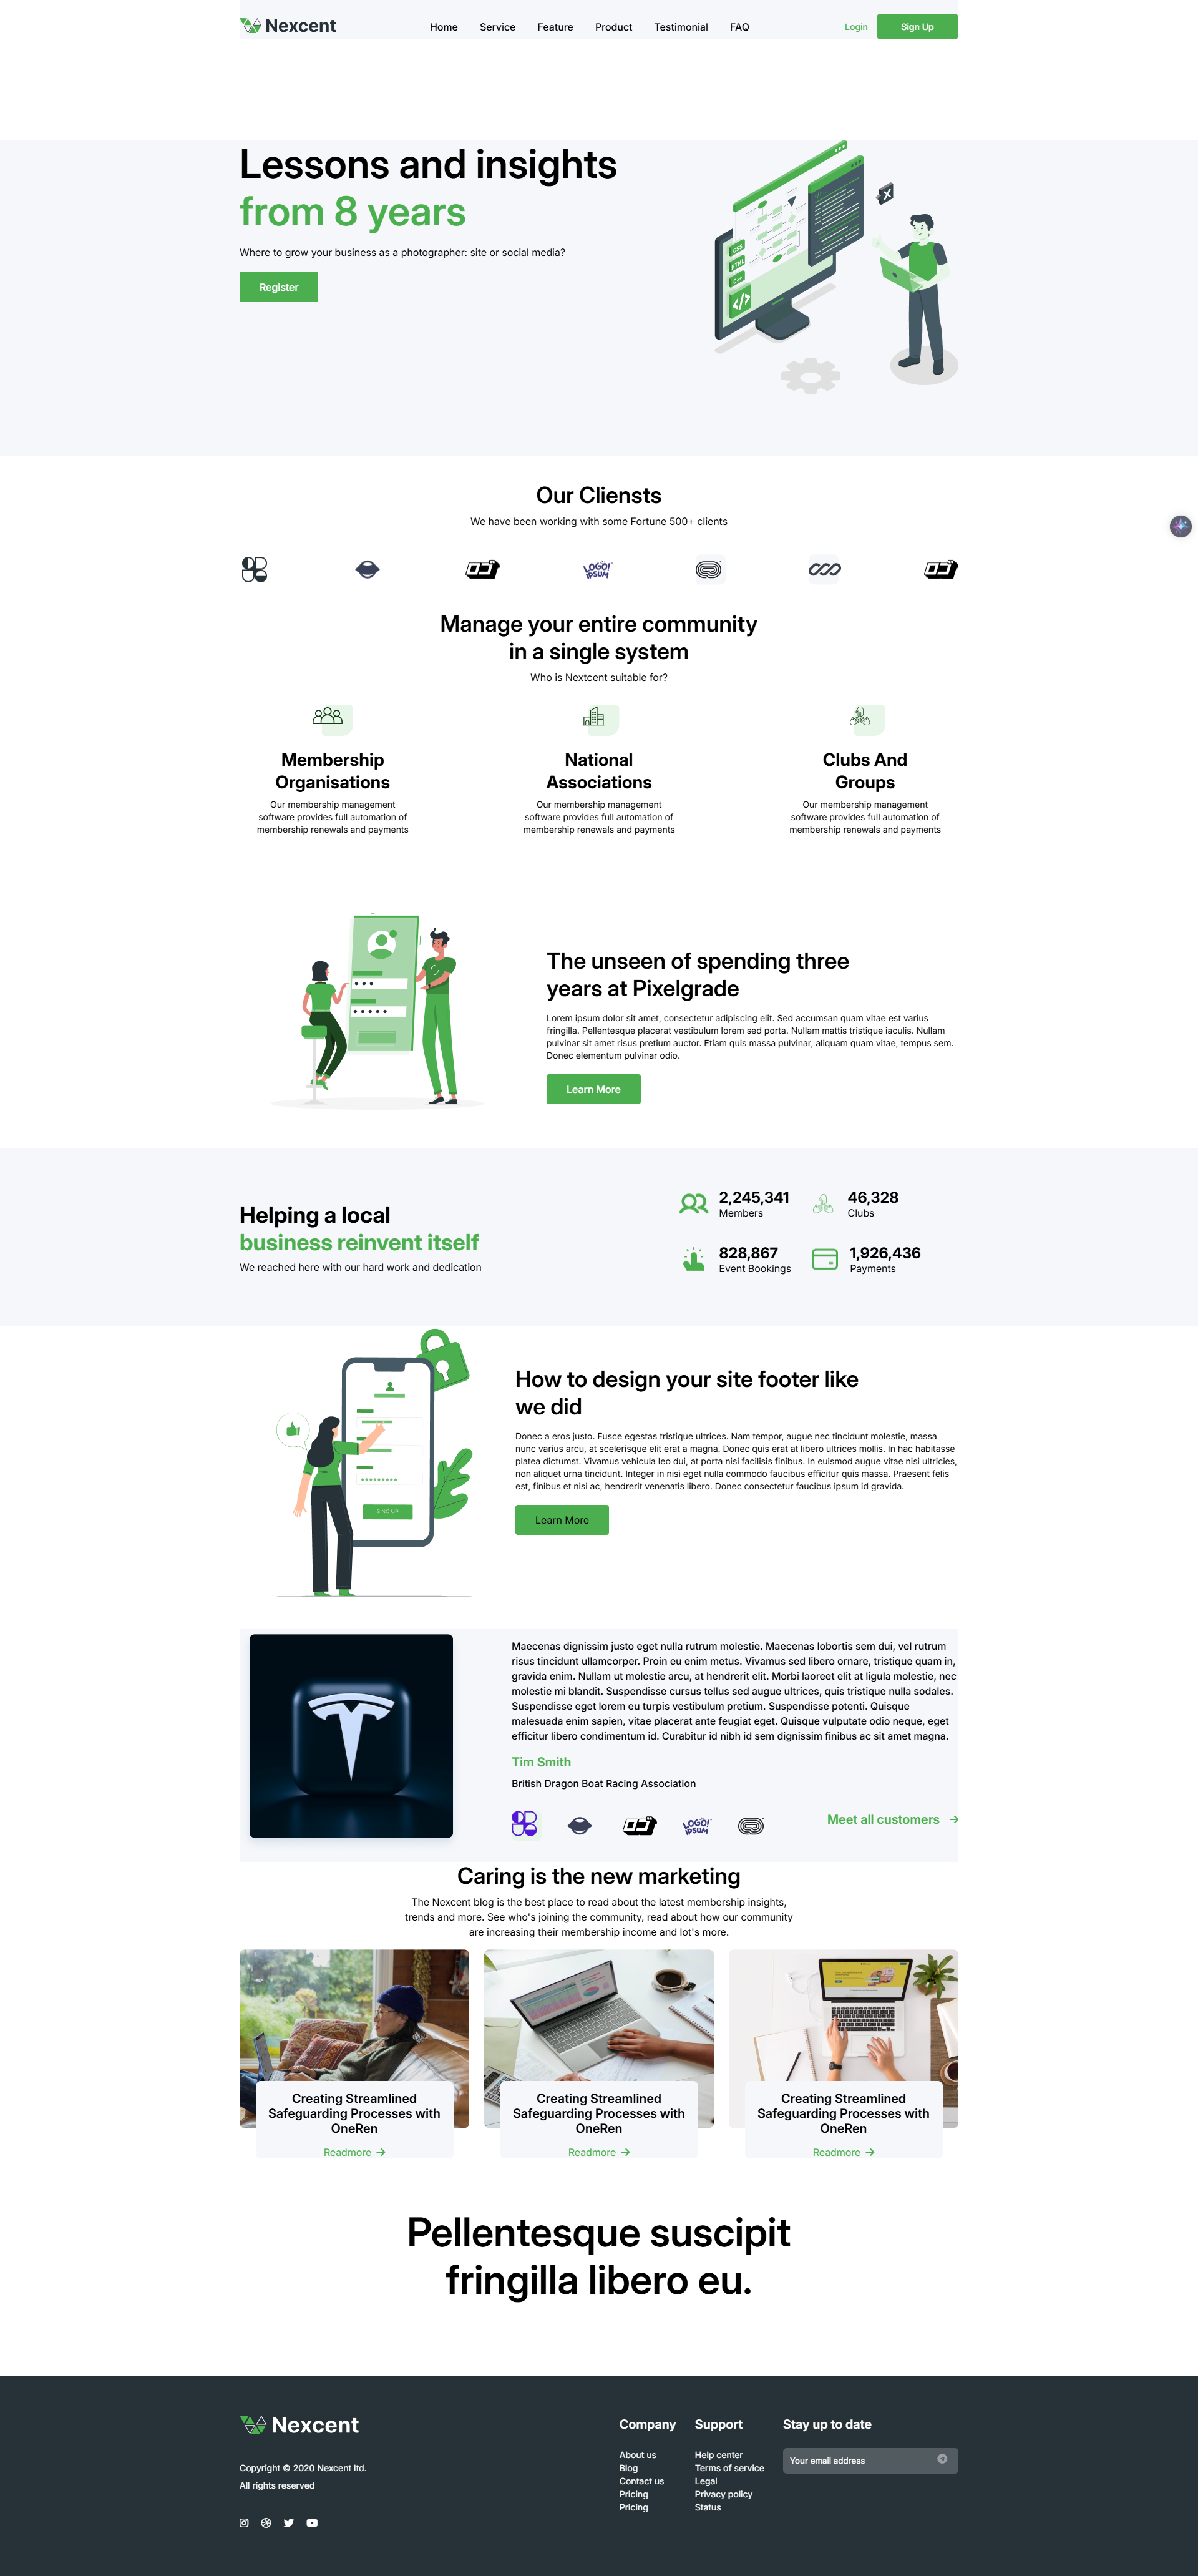 Nexcent
Home Service Feature Product Testimonial FAQ
Login Sign Up
Lessons and insights
from 8 years
Where to grow your business as a photographer: site or social media?
Register
CSS
HTML
C++
</>
X
Our Cliensts
We have been working with some Fortune 500+ clients
LOGO!
IPSUM
Manage your entire community
in a single system
Who is Nextcent suitable for?
Membership
Organisations
Our membership management
software provides full automation of
membership renewals and payments
National
Associations
Our membership management
software provides full automation of
membership renewals and payments
Clubs And
Groups
Our membership management
software provides full automation of
membership renewals and payments
The unseen of spending three
years at Pixelgrade
Lorem ipsum dolor sit amet, consectetur adipiscing elit. Sed accumsan quam vitae est varius
fringilla. Pellentesque placerat vestibulum lorem sed porta. Nullam mattis tristique iaculis. Nullam
pulvinar sit amet risus pretium auctor. Etiam quis massa pulvinar, aliquam quam vitae, tempus sem.
Donec elementum pulvinar odio.
Learn More
Helping a local
business reinvent itself
We reached here with our hard work and dedication
2,245,341
Members
46,328
Clubs
828,867
Event Bookings
1,926,436
Payments
SING UP
How to design your site footer like
we did
Donec a eros justo. Fusce egestas tristique ultrices. Nam tempor, augue nec tincidunt molestie, massa
nunc varius arcu, at scelerisque elit erat a magna. Donec quis erat at libero ultrices mollis. In hac habitasse
platea dictumst. Vivamus vehicula leo dui, at porta nisi facilisis finibus. In euismod augue vitae nisi ultricies,
non aliquet urna tincidunt. Integer in nisi eget nulla commodo faucibus efficitur quis massa. Praesent felis
est, finibus et nisi ac, hendrerit venenatis libero. Donec consectetur faucibus ipsum id gravida.
Learn More
Maecenas dignissim justo eget nulla rutrum molestie. Maecenas lobortis sem dui, vel rutrum
risus tincidunt ullamcorper. Proin eu enim metus. Vivamus sed libero ornare, tristique quam in,
gravida enim. Nullam ut molestie arcu, at hendrerit elit. Morbi laoreet elit at ligula molestie, nec
molestie mi blandit. Suspendisse cursus tellus sed augue ultrices, quis tristique nulla sodales.
Suspendisse eget lorem eu turpis vestibulum pretium. Suspendisse potenti. Quisque
malesuada enim sapien, vitae placerat ante feugiat eget. Quisque vulputate odio neque, eget
efficitur libero condimentum id. Curabitur id nibh id sem dignissim finibus ac sit amet magna.
Tim Smith
British Dragon Boat Racing Association
LOGO!
IPSUM
Meet all customers
Caring is the new marketing
The Nexcent blog is the best place to read about the latest membership insights,
trends and more. See who's joining the community, read about how our community
are increasing their membership income and lot's more.
Creating Streamlined
Safeguarding Processes with
OneRen
Readmore
Creating Streamlined
Safeguarding Processes with
OneRen
Readmore
Creating Streamlined
Safeguarding Processes with
OneRen
Readmore
Pellentesque suscipit
fringilla libero eu.
Nexcent
Copyright © 2020 Nexcent ltd.
All rights reserved
Company
About us
Blog
Contact us
Pricing
Pricing
Support
Help center
Terms of service
Legal
Privacy policy
Status
Stay up to date
Your email address